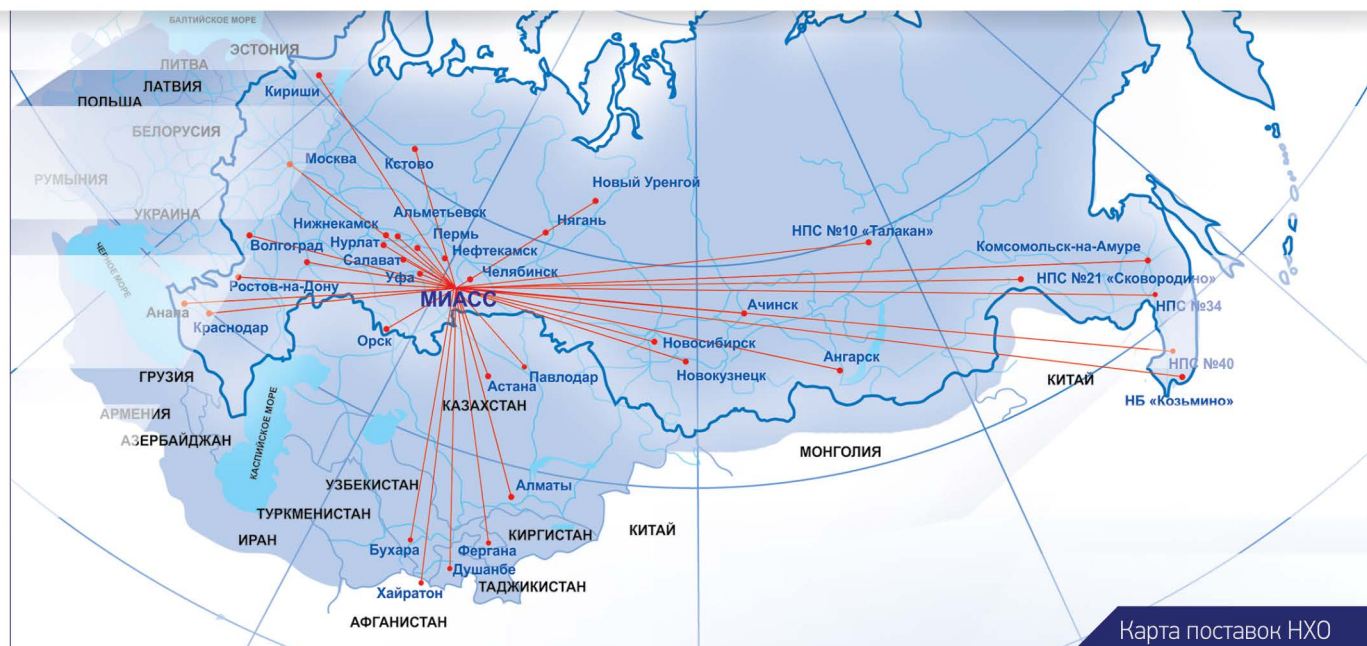 БАЛТИЙСКОЕ МОРЕ
ЭСТОНИЯ
ЛИТВА
ЛАТВИЯ
ПОЛЬША
Кириши
БЕЛОРУСИЯ
Москва
Кстово
РУМЫНИЯ
Новый Уренгой
УКРАИНА
Альметьевск
Нягань
Нижнекамск
Пермь
НПС №10 «Талакан»
ЧЕРНОЕ МОРЕ
Волгоград
Нурлат
Нефтекамск
Комсомольск-на-Амуре
Салават
Уфа
Челябинск
НПС №21 «Сковородино»
Ростов-на-Дону
МИАСС
НПС №34
Анапа
Краснодар
Ачинск
Орск
Новосибирск
Ангарск
НПС №40
Новокузнецк
ГРУЗИЯ
Астана
Павлодар
КИТАЙ
КАЗАХСТАН
НБ «Козьмино»
АРМЕНИЯ
КАСПИЙСКОЕ МОРЕ
АЗЕРБАЙДЖАН
МОНГОЛИЯ
УЗБЕКИСТАН
Алматы
ТУРКМЕНИСТАН
КИТАЙ
ИРАН
КИРГИСТАН
Бухара
Фергана
Душанбе
ТАДЖИКИСТАН
Хайратон
АФГАНИСТАН
Карта поставок НХО